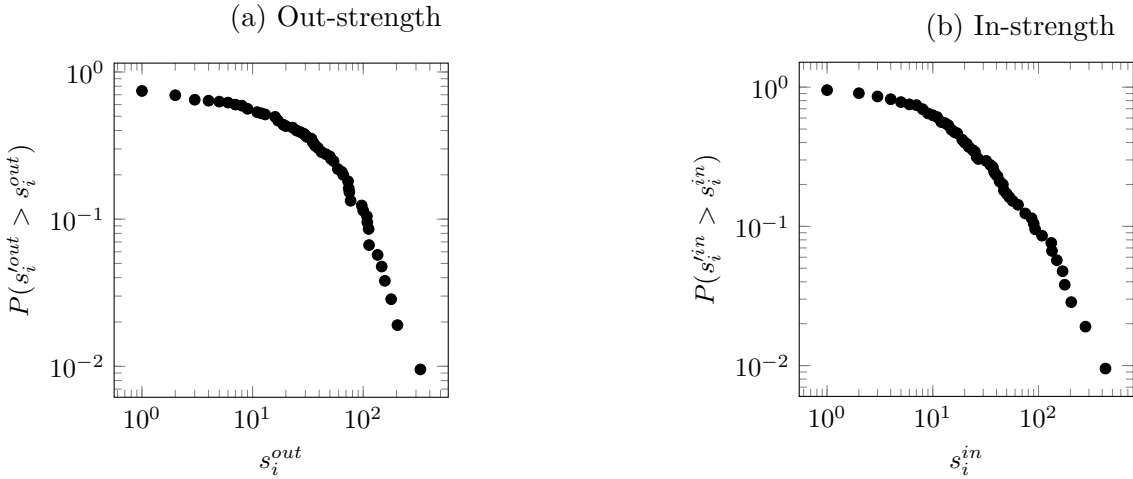 (a) Out-strength
10^0
10^{-1}
10^{-2}
10^0 10^1 10^2
P(s_i'^{out} > s_i^{out})
s_i^{out}
(b) In-strength
10^0
10^{-1}
10^{-2}
10^0 10^1 10^2
P(s_i'^{in} > s_i^{in})
s_i^{in}